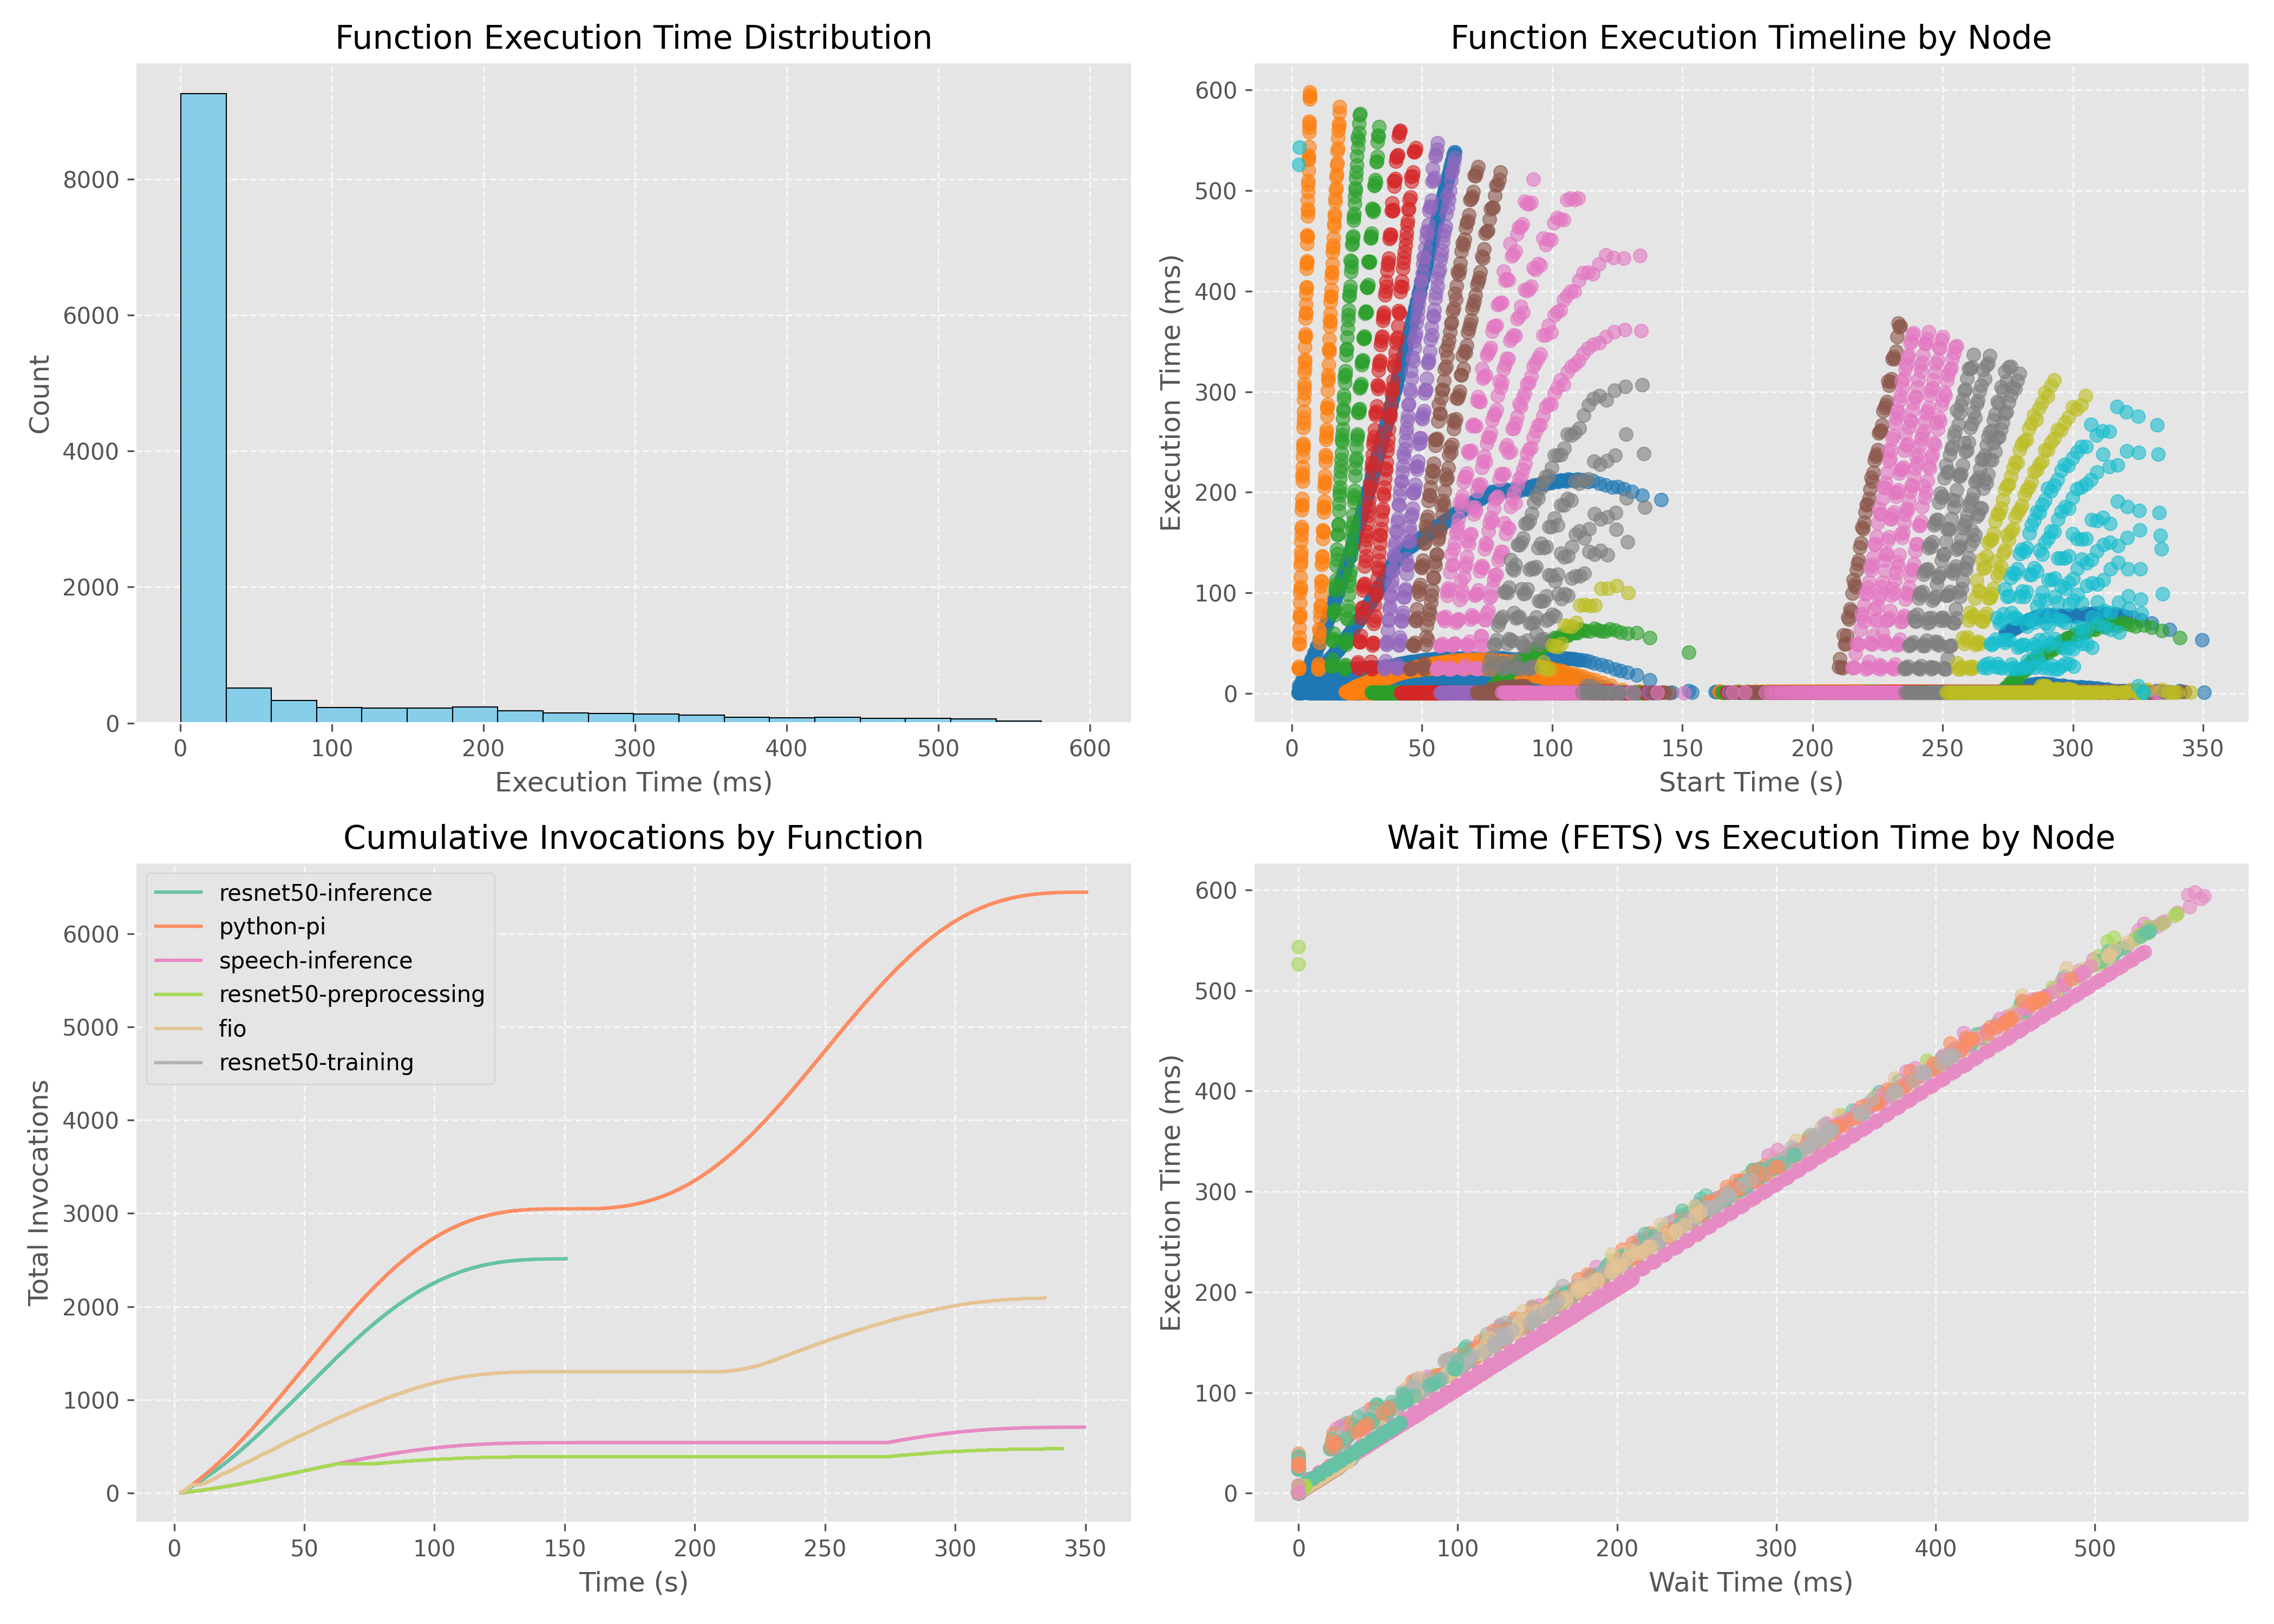 Function Execution Time Distribution
Count
8000
6000
4000
2000
0
0 100 200 300 400 500 600
Execution Time (ms)
Function Execution Timeline by Node
Execution Time (ms)
600
500
400
300
200
100
0
0 50 100 150 200 250 300 350
Start Time (s)
Cumulative Invocations by Function
Total Invocations
6000
5000
4000
3000
2000
1000
0
resnet50-inference
python-pi
speech-inference
resnet50-preprocessing
fio
resnet50-training
0 50 100 150 200 250 300 350
Time (s)
Wait Time (FETS) vs Execution Time by Node
Execution Time (ms)
600
500
400
300
200
100
0
0 100 200 300 400 500
Wait Time (ms)